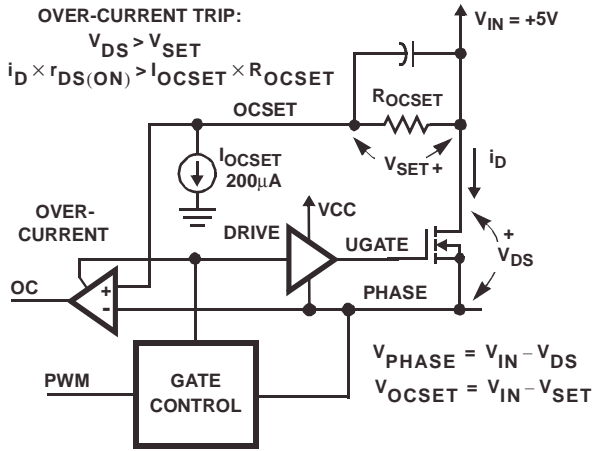 OVER-CURRENT TRIP:
V_DS > V_SET
i_D × r_DS(ON) > I_OCSET × R_OCSET
V_IN = +5V
R_OCSET
OCSET
V_SET +
i_D
I_OCSET
200μA
OVER-
CURRENT
VCC
DRIVE
UGATE
+
V_DS
OC
+
-
PHASE
PWM
GATE
CONTROL
V_PHASE = V_IN – V_DS
V_OCSET = V_IN – V_SET